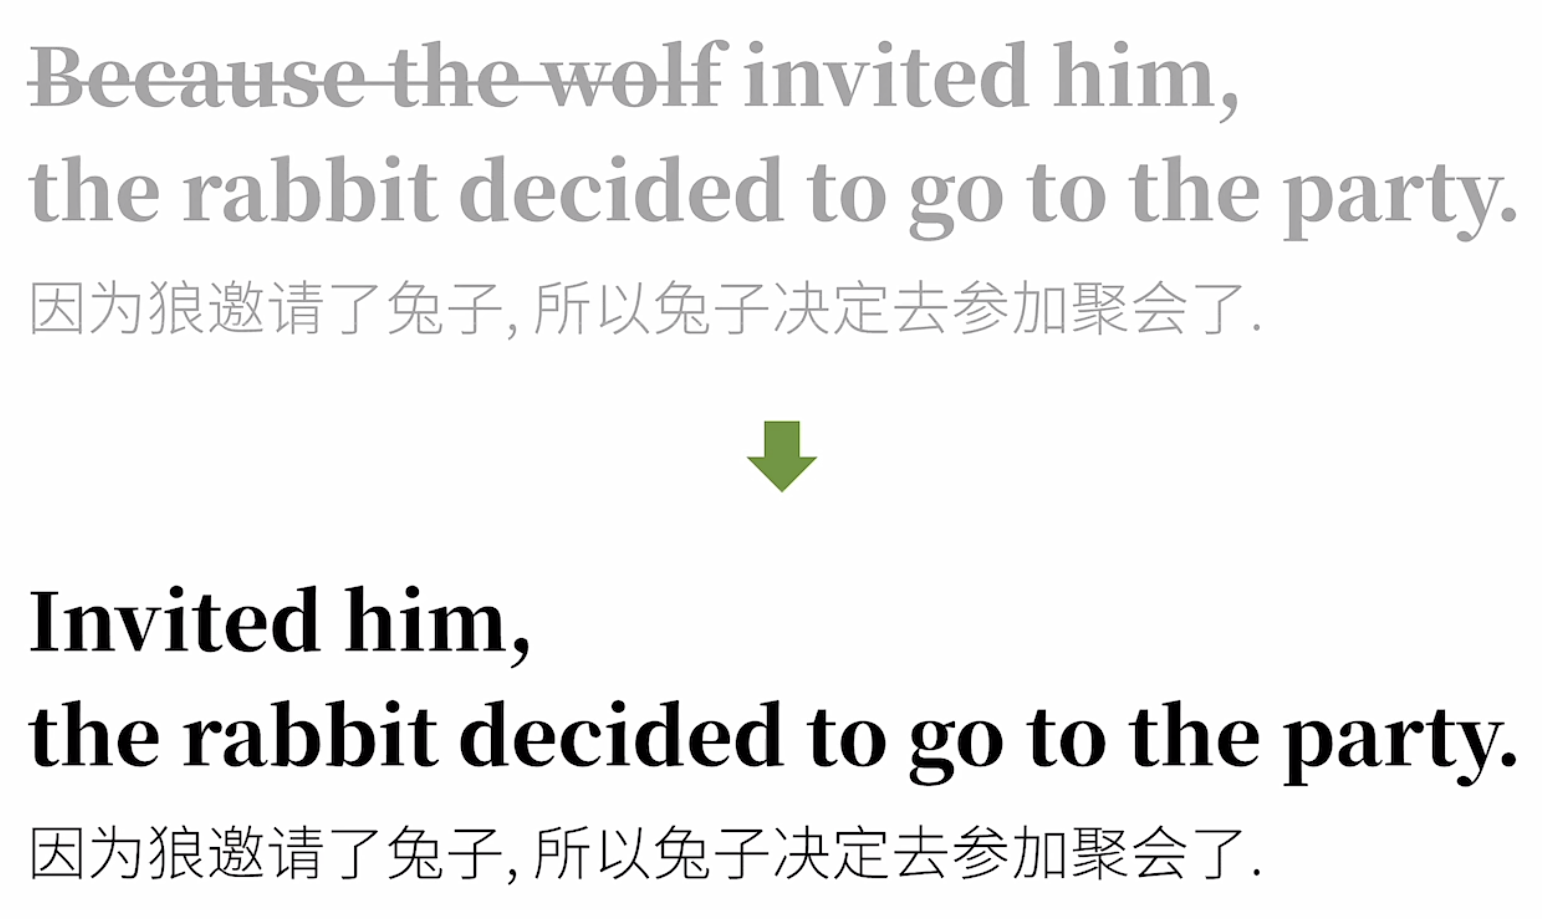 Because the wolf invited him,
the rabbit decided to go to the party.
因为狼邀请了兔子, 所以兔子决定去参加聚会了.
Invited him,
the rabbit decided to go to the party.
因为狼邀请了兔子, 所以兔子决定去参加聚会了.